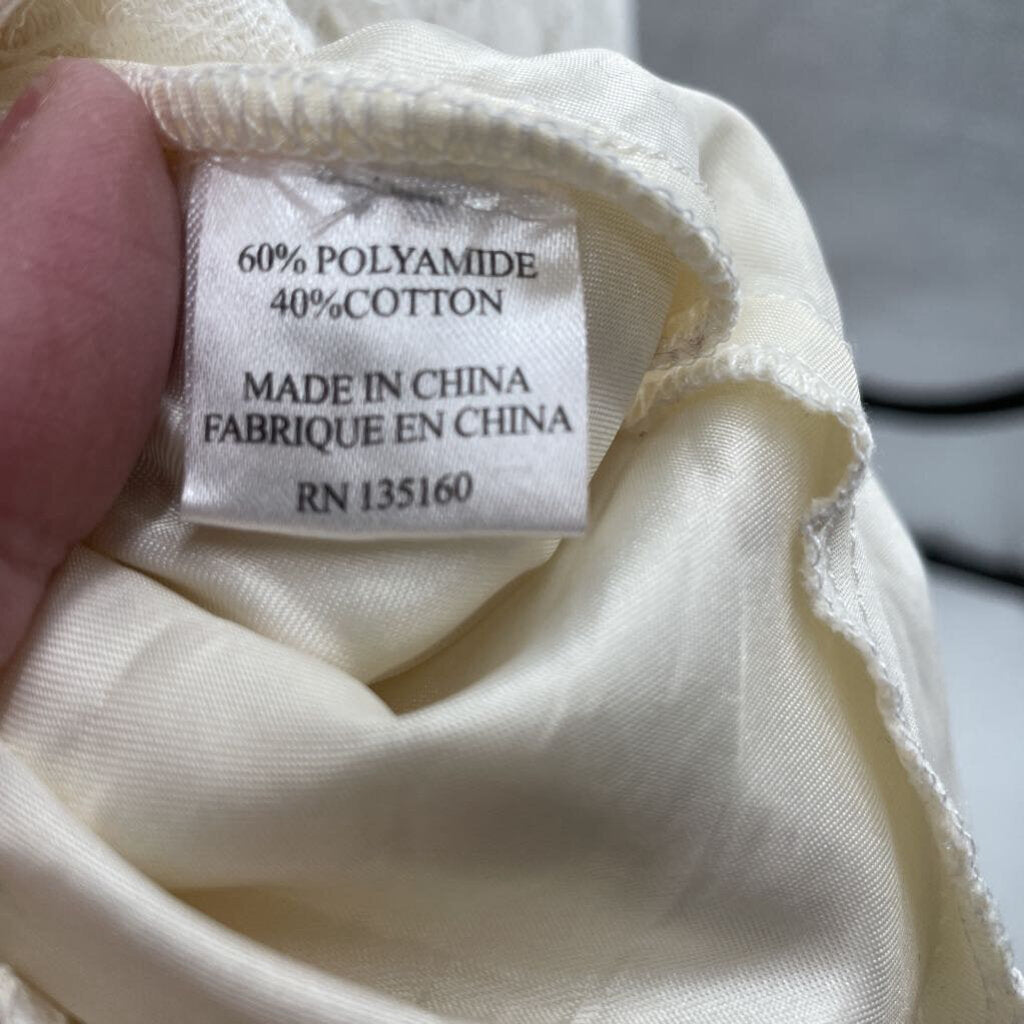 60% POLYAMIDE
40%COTTON
MADE IN CHINA
FABRIQUE EN CHINA
RN 135160